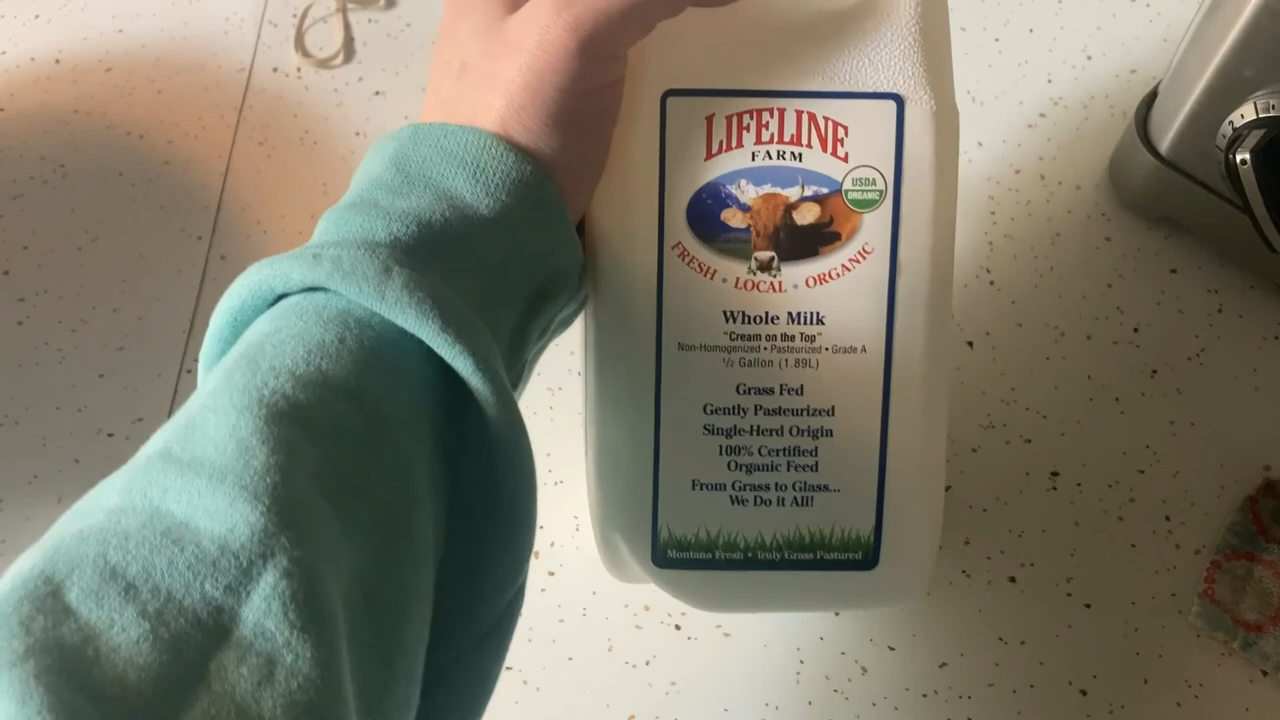 LIFELINE
FARM
USDA
ORGANIC
FRESH • LOCAL • ORGANIC
Whole Milk
"Cream on the Top"
Non-Homogenized • Pasteurized • Grade A
½ Gallon (1.89L)
Grass Fed
Gently Pasteurized
Single-Herd Origin
100% Certified
Organic Feed
From Grass to Glass...
We Do it All!
Montana Fresh • Truly Grass Pastured
2